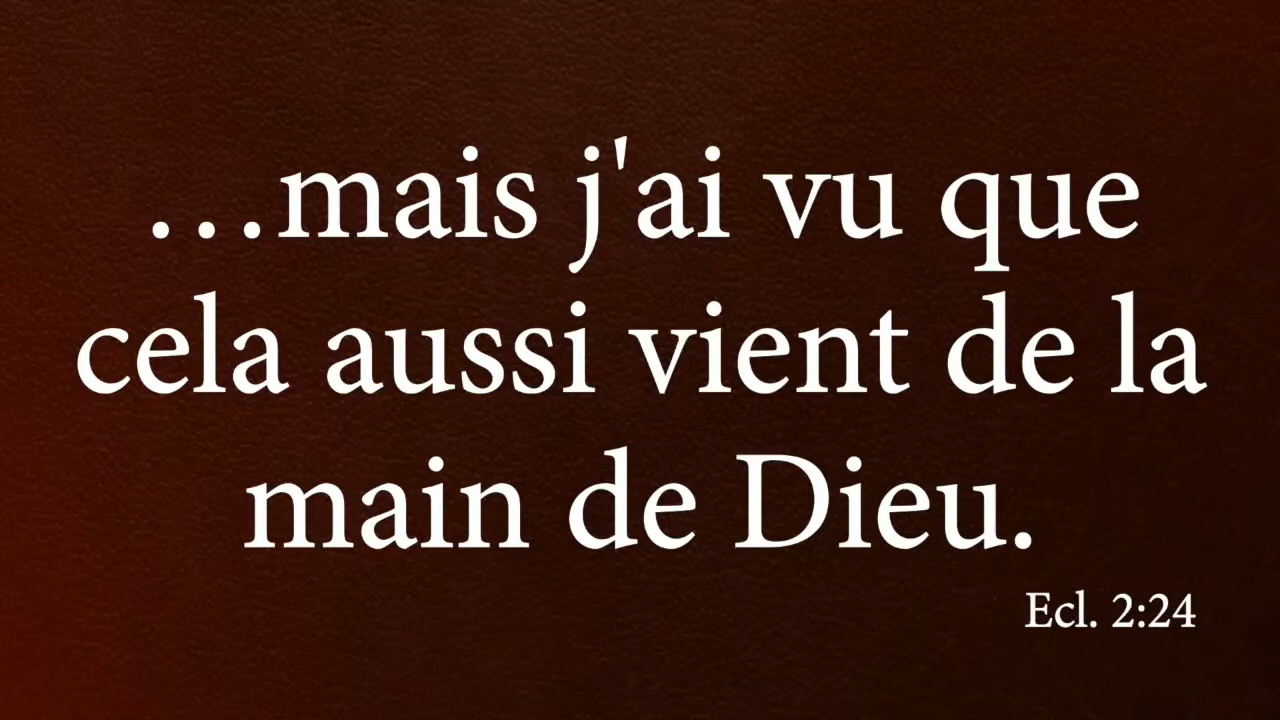 …mais j'ai vu que
cela aussi vient de la
main de Dieu.
Ecl. 2:24